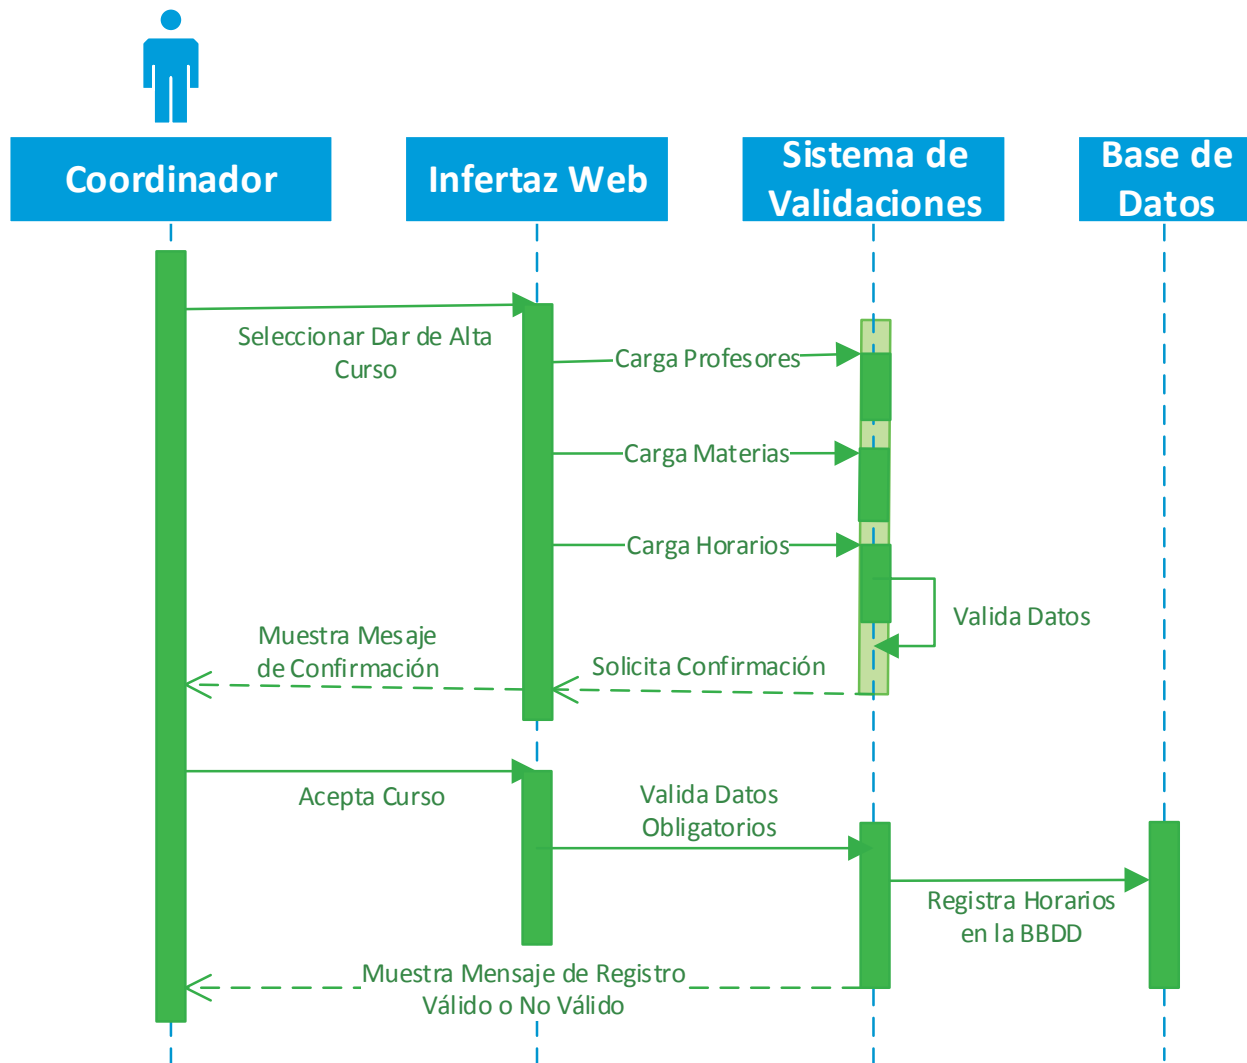 Coordinador
Infertaz Web
Sistema de
Validaciones
Base de
Datos
Seleccionar Dar de Alta
Curso
Carga Profesores
Carga Materias
Carga Horarios
Valida Datos
Muestra Mesaje
de Confirmación
Solicita Confirmación
Acepta Curso
Valida Datos
Obligatorios
Registra Horarios
en la BBDD
Muestra Mensaje de Registro
Válido o No Válido